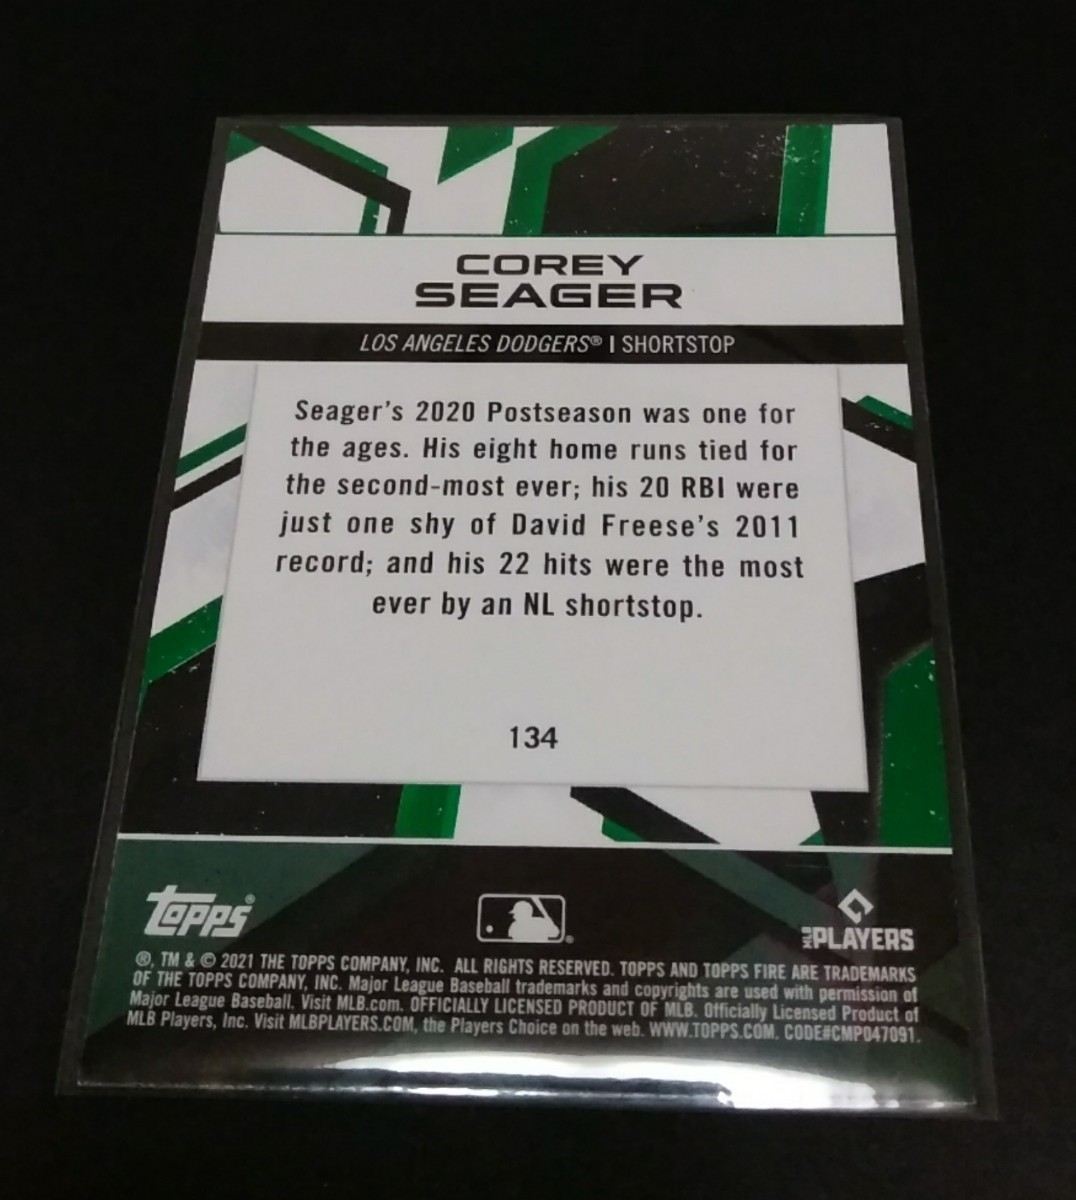 COREY
SEAGER
LOS ANGELES DODGERS® | SHORTSTOP
Seager's 2020 Postseason was one for
the ages. His eight home runs tied for
the second-most ever; his 20 RBI were
just one shy of David Freese's 2011
record; and his 22 hits were the most
ever by an NL shortstop.
134
Topps®
®
MLB PLAYERS
®, TM & © 2021 THE TOPPS COMPANY, INC. ALL RIGHTS RESERVED. TOPPS AND TOPPS FIRE ARE TRADEMARKS
OF THE TOPPS COMPANY, INC. Major League Baseball trademarks and copyrights are used with permission of
Major League Baseball. Visit MLB.com. OFFICIALLY LICENSED PRODUCT OF MLB. Officially Licensed Product of
MLB Players, Inc. Visit MLBPLAYERS.COM, the Players Choice on the web. WWW.TOPPS.COM. CODE#CMP047091.